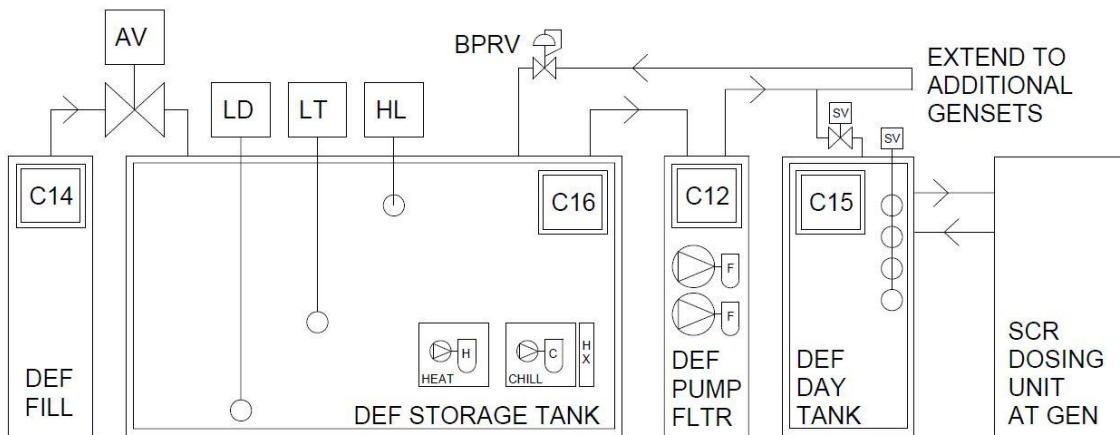 AV
BPRV
EXTEND TO
ADDITIONAL
GENSETS
LD
LT
HL
SV
SV
C14
C16
C12
C15
F
F
H
HEAT
C
CHILL
H
X
DEF
FILL
DEF STORAGE TANK
DEF
PUMP
FLTR
DEF
DAY
TANK
SCR
DOSING
UNIT
AT GEN